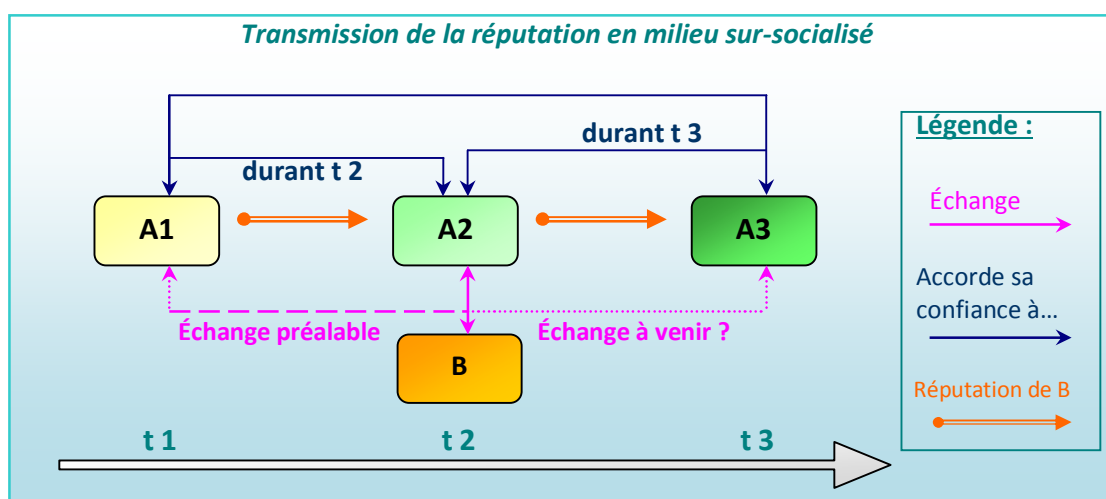 Transmission de la réputation en milieu sur-socialisé
durant t 2
durant t 3
A1
A2
A3
Échange préalable
Échange à venir ?
B
t 1
t 2
t 3
Légende :
Échange
Accorde sa
confiance à...
Réputation de B